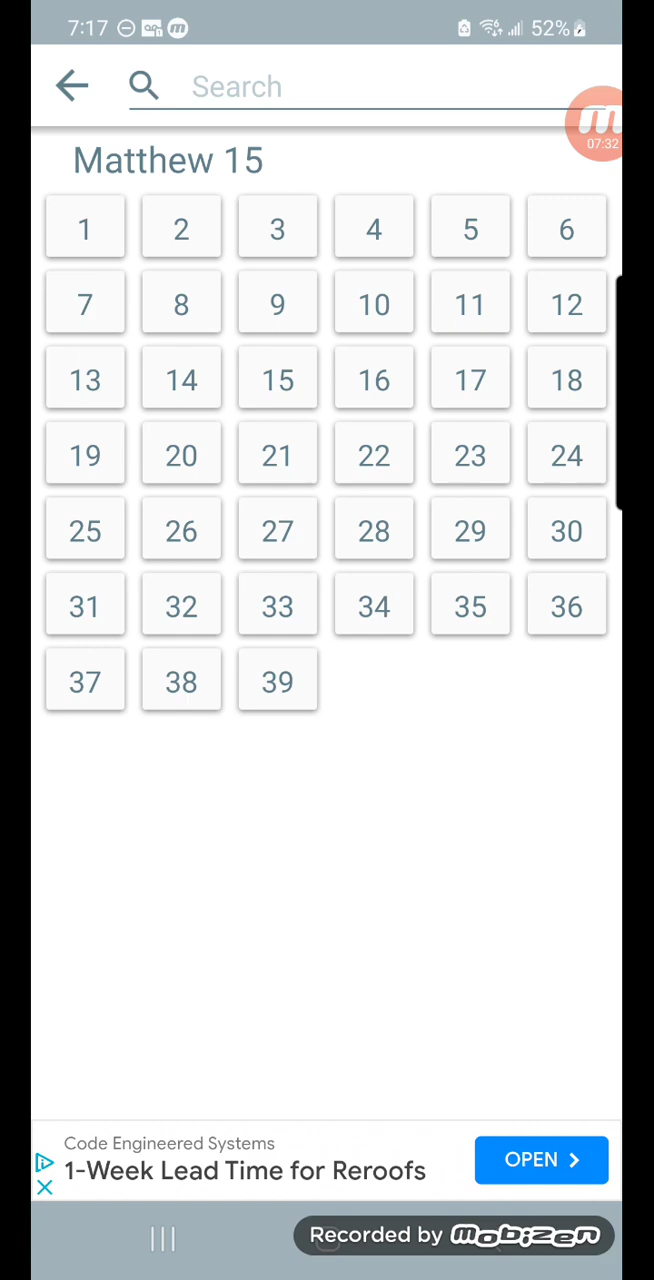 7:17 52%
Search
07:32
Matthew 15
1 2 3 4 5 6
7 8 9 10 11 12
13 14 15 16 17 18
19 20 21 22 23 24
25 26 27 28 29 30
31 32 33 34 35 36
37 38 39
Code Engineered Systems
1-Week Lead Time for Reroofs
OPEN
Recorded by mobizen